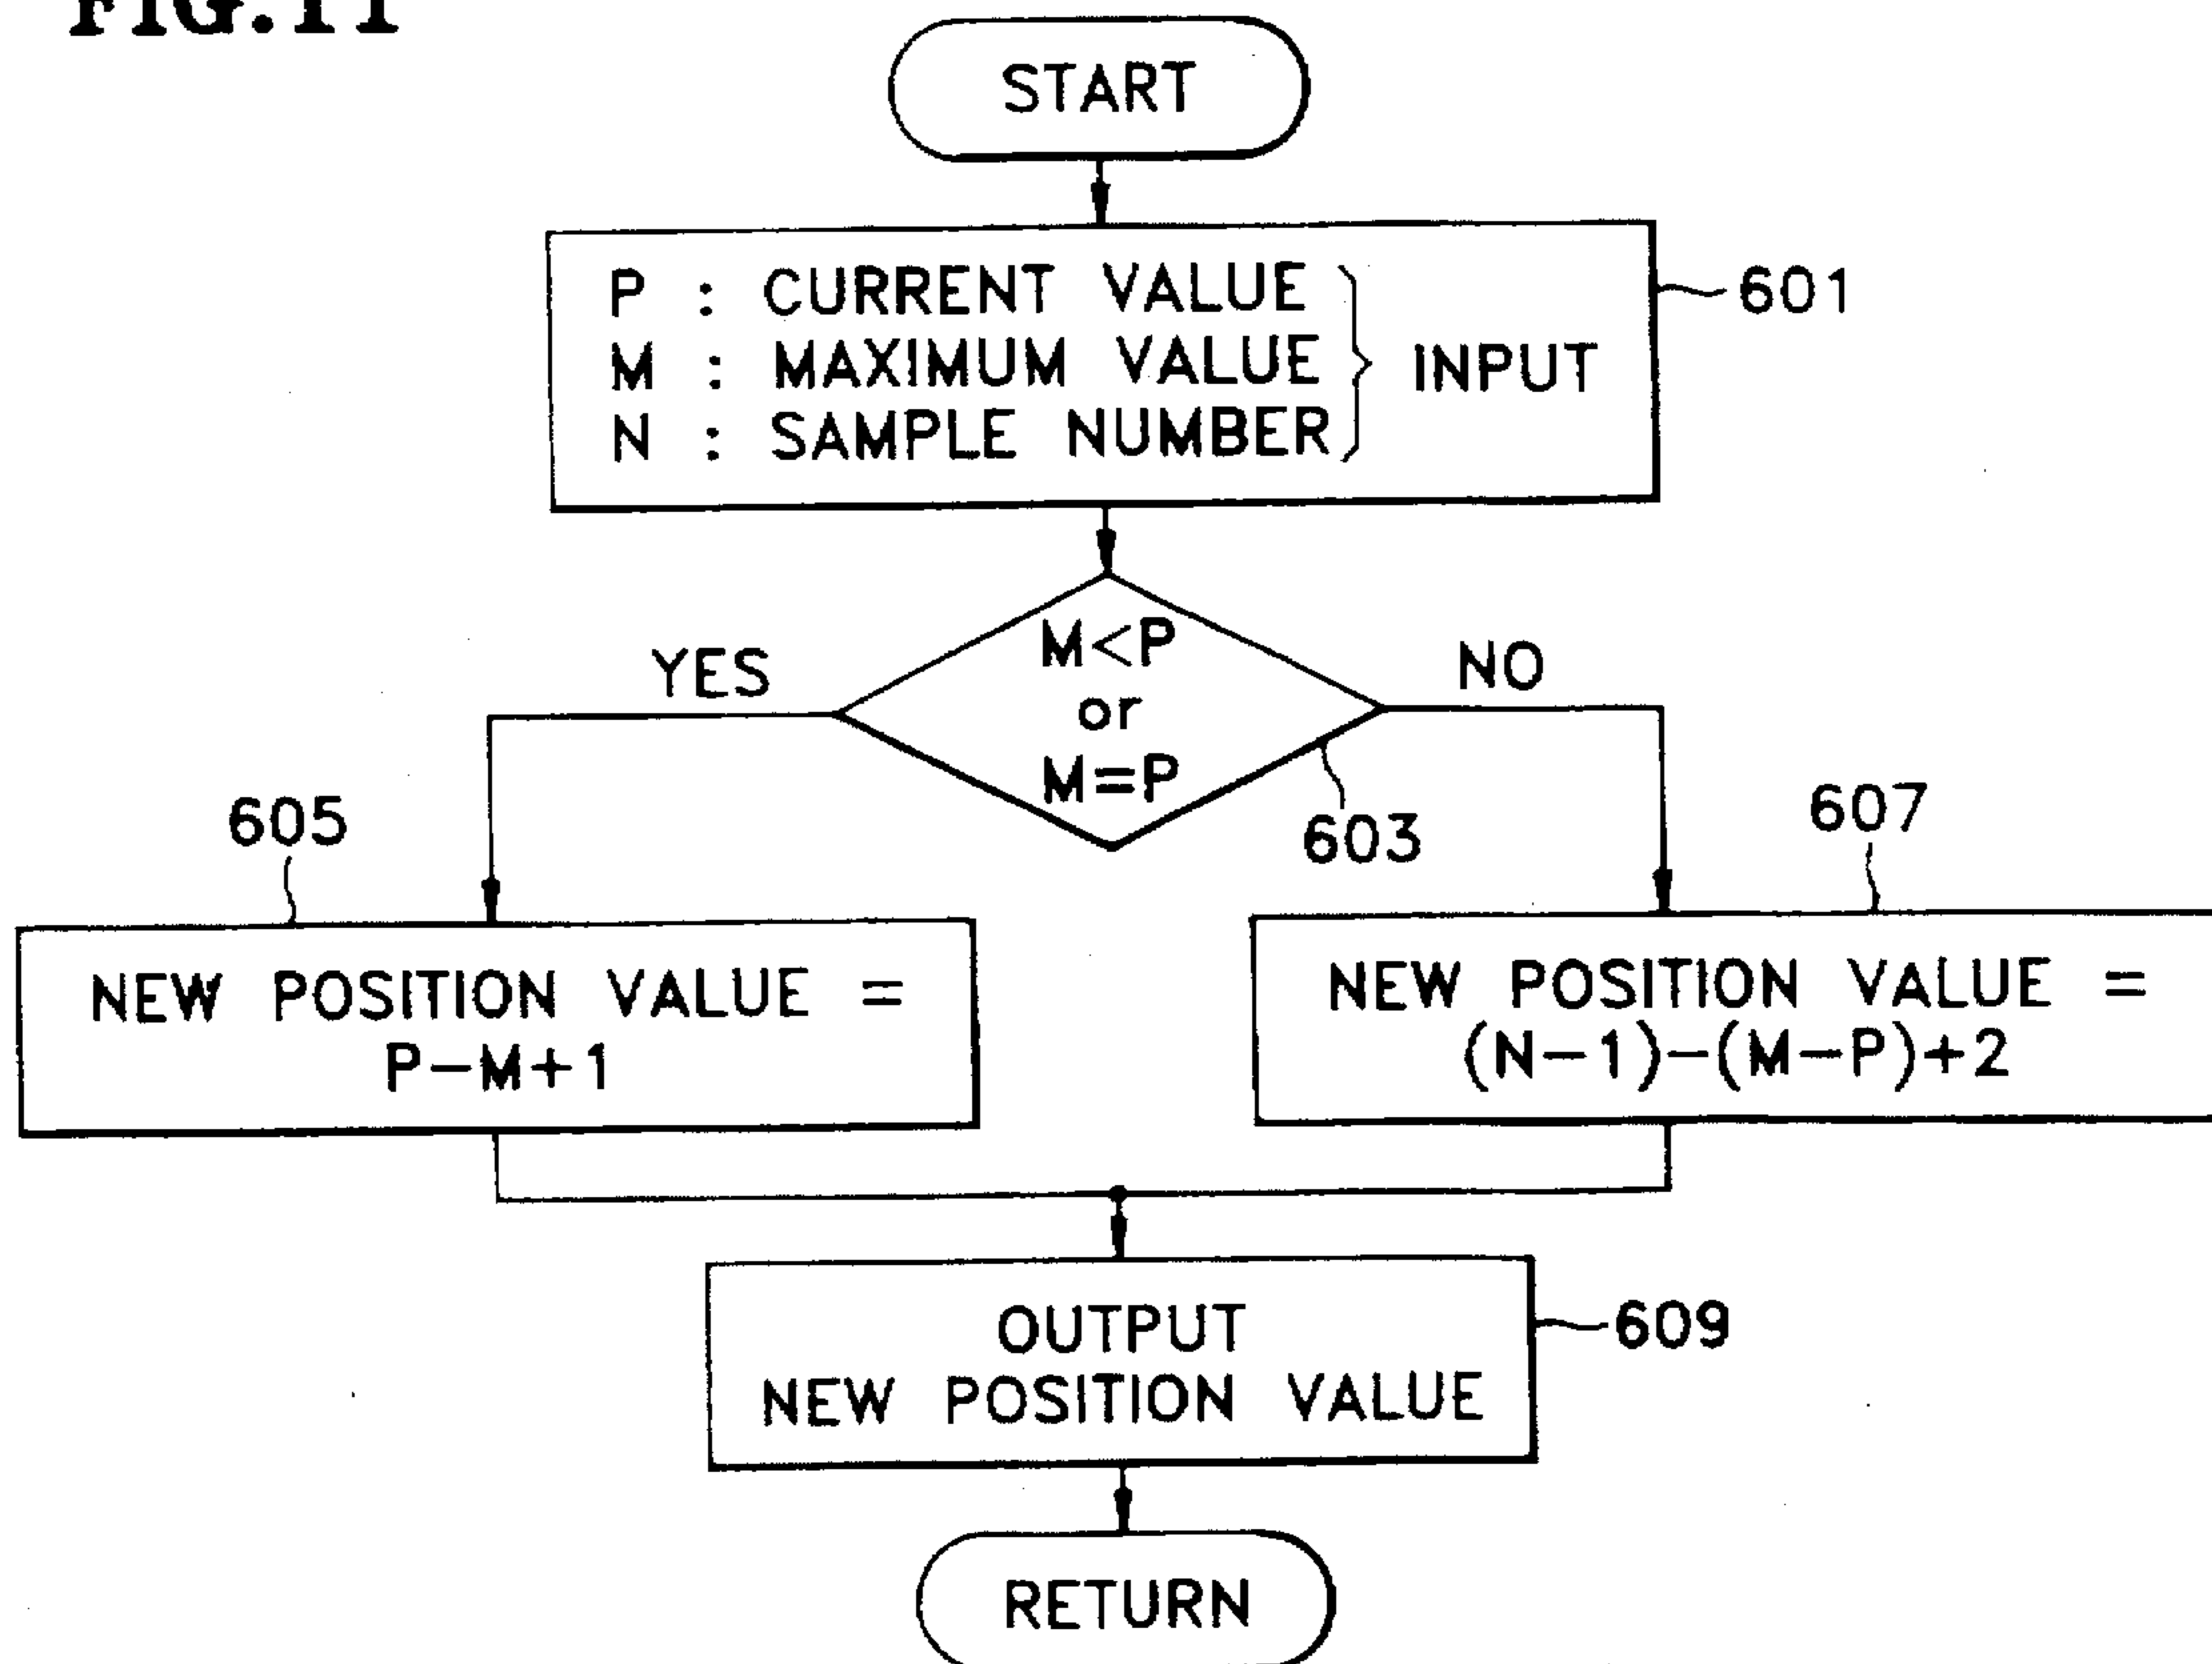 FIG.11
START
P : CURRENT VALUE
M : MAXIMUM VALUE
N : SAMPLE NUMBER
INPUT
601
M<P
or
M=P
YES
NO
603
605
607
NEW POSITION VALUE =
P-M+1
NEW POSITION VALUE =
(N-1)-(M-P)+2
OUTPUT
NEW POSITION VALUE
609
RETURN